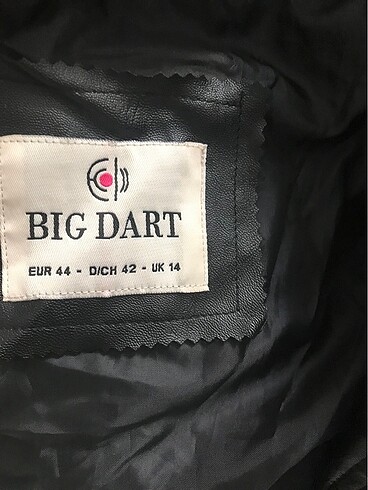 BIG DART
EUR 44 - D/CH 42 - UK 14